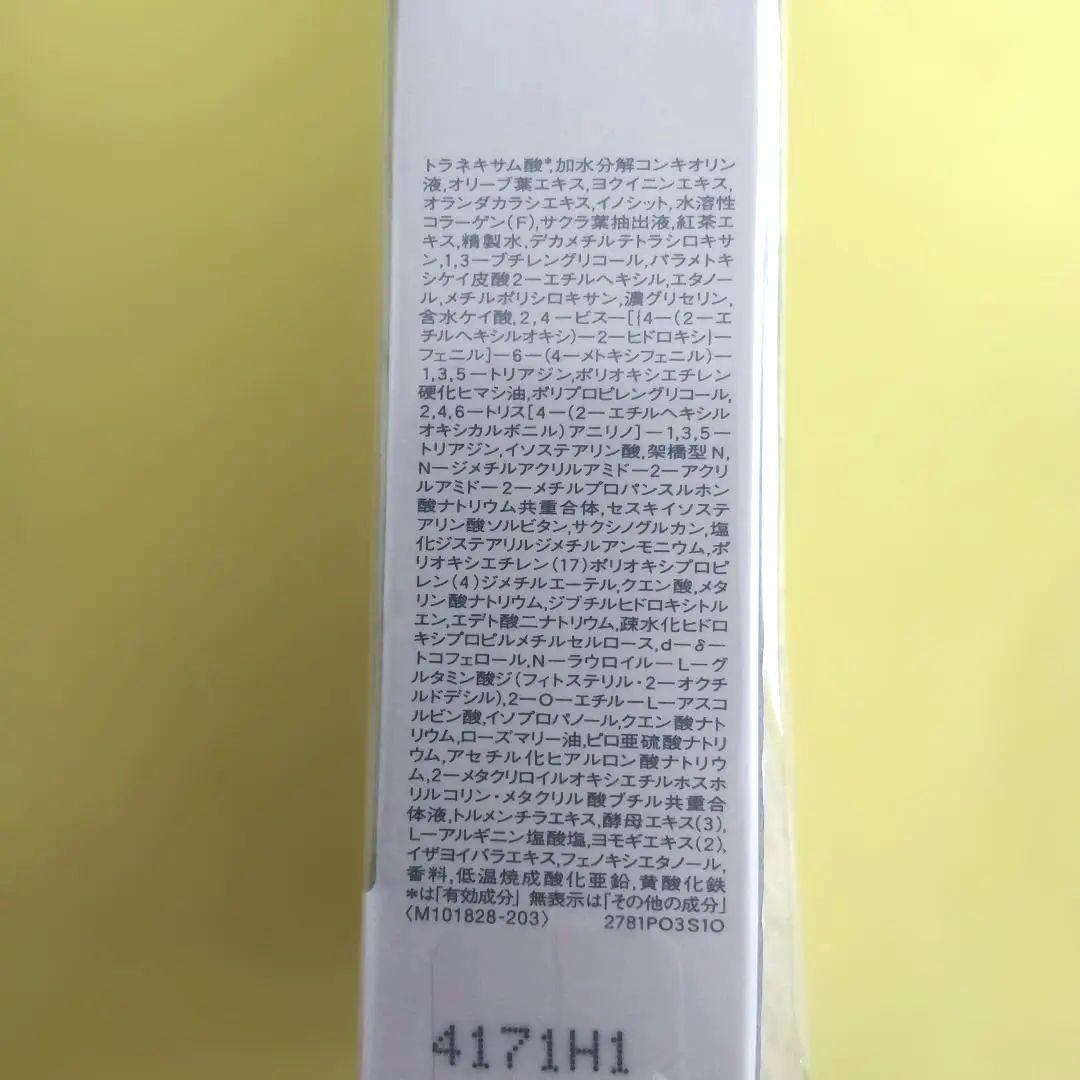 トラネキサム酸*,加水分解コンキオリン
液,オリーブ葉エキス,ヨクイニンエキス,
オランダカラシエキス,イノシット,水溶性
コラーゲン(F),サクラ葉抽出液,紅茶エ
キス,精製水,デカメチルテトラシロキサ
ン,1,3ーブチレングリコール,パラメトキ
シケイ皮酸2ーエチルヘキシル,エタノー
ル,メチルポリシロキサン,濃グリセリン,
含水ケイ酸,2,4ービスー[{4ー(2ーエ
チルヘキシルオキシ)ー2ーヒドロキシ}ー
フェニル]ー6ー(4ーメトキシフェニル)ー
1,3,5ートリアジン,ポリオキシエチレン
硬化ヒマシ油,ポリプロピレングリコール,
2,4,6ートリス[4ー(2ーエチルヘキシル
オキシカルボニル)アニリノ]ー1,3,5ー
トリアジン,イソステアリン酸,架橋型N,
Nージメチルアクリルアミドー2ーアクリ
ルアミドー2ーメチルプロパンスルホン
酸ナトリウム共重合体,セスキイソステ
アリン酸ソルビタン,サクシノグルカン,塩
化ジステアリルジメチルアンモニウム,ポ
リオキシエチレン(17)ポリオキシプロピ
レン(4)ジメチルエーテル,クエン酸,メタ
リン酸ナトリウム,ジブチルヒドロキシトル
エン,エデト酸二ナトリウム,疎水化ヒドロ
キシプロピルメチルセルロース,dーδー
トコフェロール,NーラウロイルーLーグ
ルタミン酸ジ(フィトステリル・2ーオクチ
ルドデシル),2ーOーエチルーLーアスコ
ルビン酸,イソプロパノール,クエン酸ナト
リウム,ローズマリー油,ピロ亜硫酸ナトリ
ウム,アセチル化ヒアルロン酸ナトリウ
ム,2ーメタクリロイルオキシエチルホスホ
リルコリン・メタクリル酸ブチル共重合
体液,トルメンチラエキス,酵母エキス(3),
Lーアルギニン塩酸塩,ヨモギエキス(2),
イザヨイバラエキス,フェノキシエタノール,
香料,低温焼成酸化亜鉛,黄酸化鉄
*は「有効成分」 無表示は「その他の成分」
〈M101828-203〉 2781PO3S10
4171H1